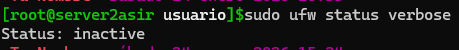 [root@server2asir usuario]$sudo ufw status verbose
Status: inactive